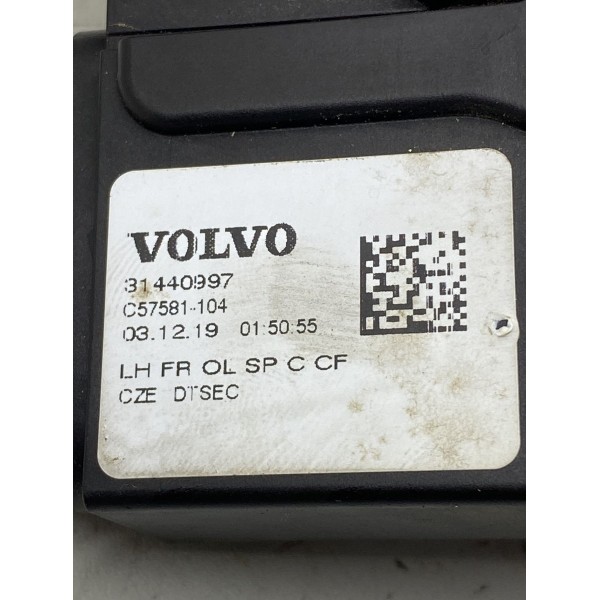 VOLVO
31440997
C57581-104
03.12.19 01:50:55
LH FR OL SP C CF
CZE DTSEC